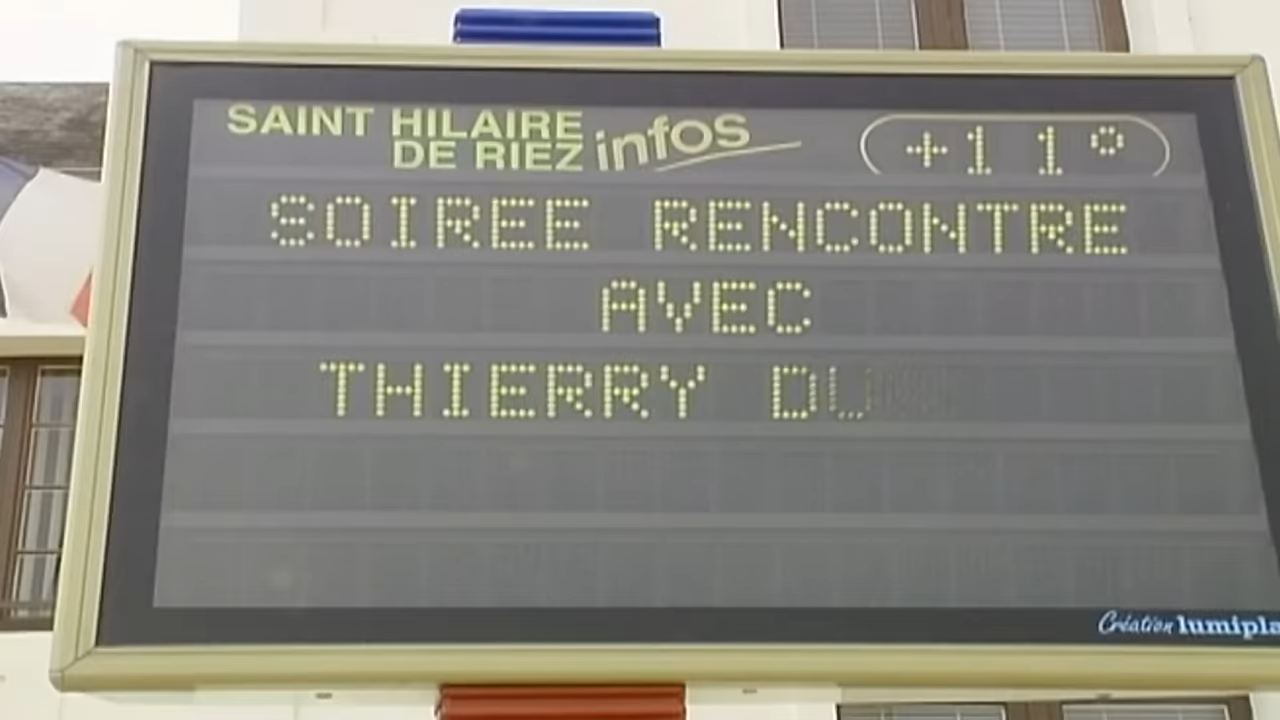 SAINT HILAIRE
DE RIEZ infos
+11°
SOIREE RENCONTRE
AVEC
THIERRY DU
Création lumipla